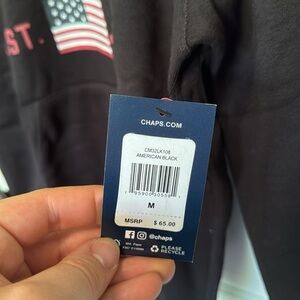 ST.
CHAPS.COM
CM32LK108
AMERICAN BLACK
M
MSRP $ 65.00
@chaps
PLEASE
RECYCLE